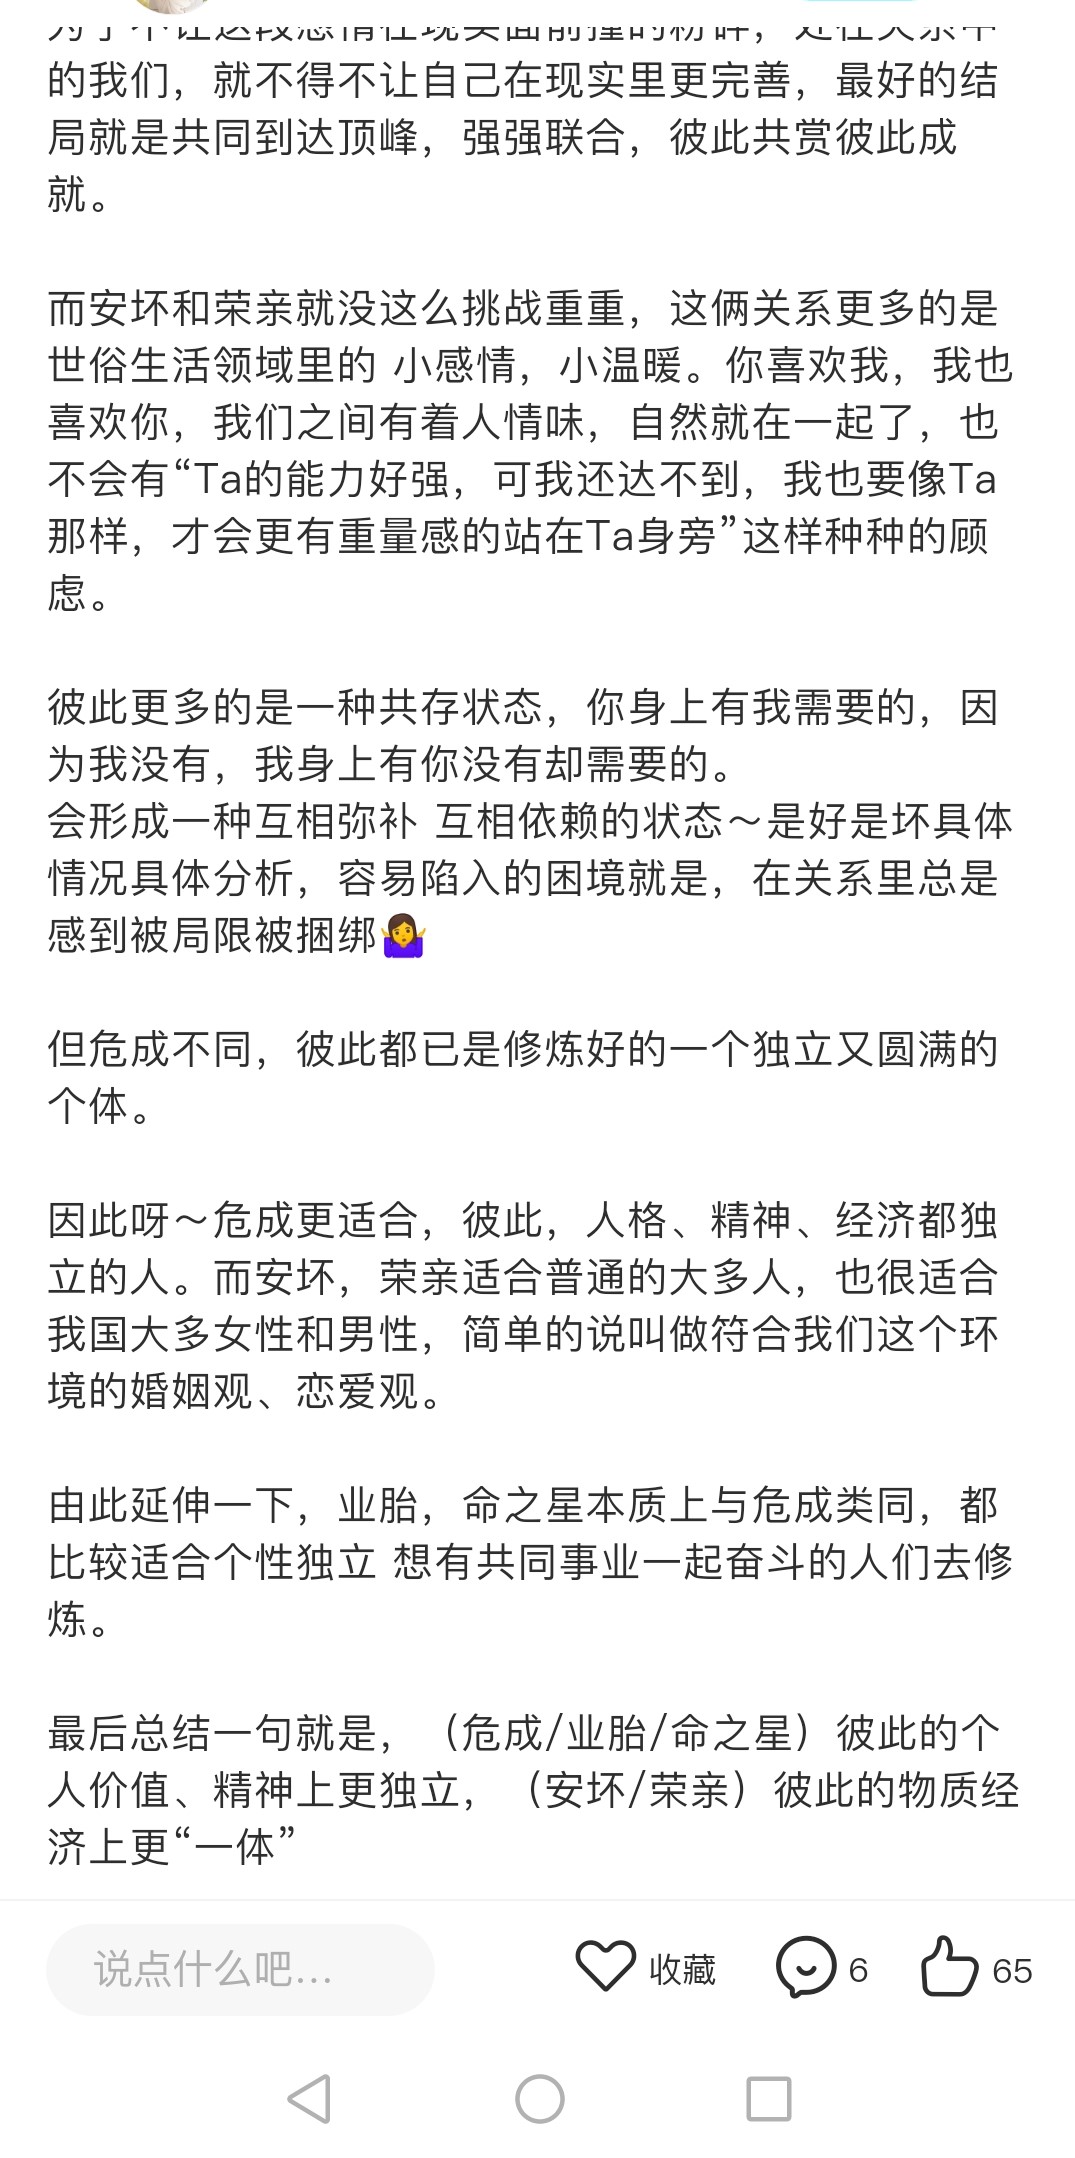 的我们，就不得不让自己在现实里更完善，最好的结
局就是共同到达顶峰，强强联合，彼此共赏彼此成
就。
而安坏和荣亲就没这么挑战重重，这俩关系更多的是
世俗生活领域里的 小感情，小温暖。你喜欢我，我也
喜欢你，我们之间有着人情味，自然就在一起了，也
不会有“Ta的能力好强，可我还达不到，我也要像Ta
那样，才会更有重量感的站在Ta身旁”这样种种的顾
虑。
彼此更多的是一种共存状态，你身上有我需要的，因
为我没有，我身上有你没有却需要的。
会形成一种互相弥补 互相依赖的状态～是好是坏具体
情况具体分析，容易陷入的困境就是，在关系里总是
感到被局限被捆绑🤷‍♀️
但危成不同，彼此都已是修炼好的一个独立又圆满的
个体。
因此呀～危成更适合，彼此，人格、精神、经济都独
立的人。而安坏，荣亲适合普通的大多人，也很适合
我国大多女性和男性，简单的说叫做符合我们这个环
境的婚姻观、恋爱观。
由此延伸一下，业胎，命之星本质上与危成类同，都
比较适合个性独立 想有共同事业一起奋斗的人们去修
炼。
最后总结一句就是，（危成/业胎/命之星）彼此的个
人价值、精神上更独立，（安坏/荣亲）彼此的物质经
济上更“一体”
说点什么吧... 收藏 6 65